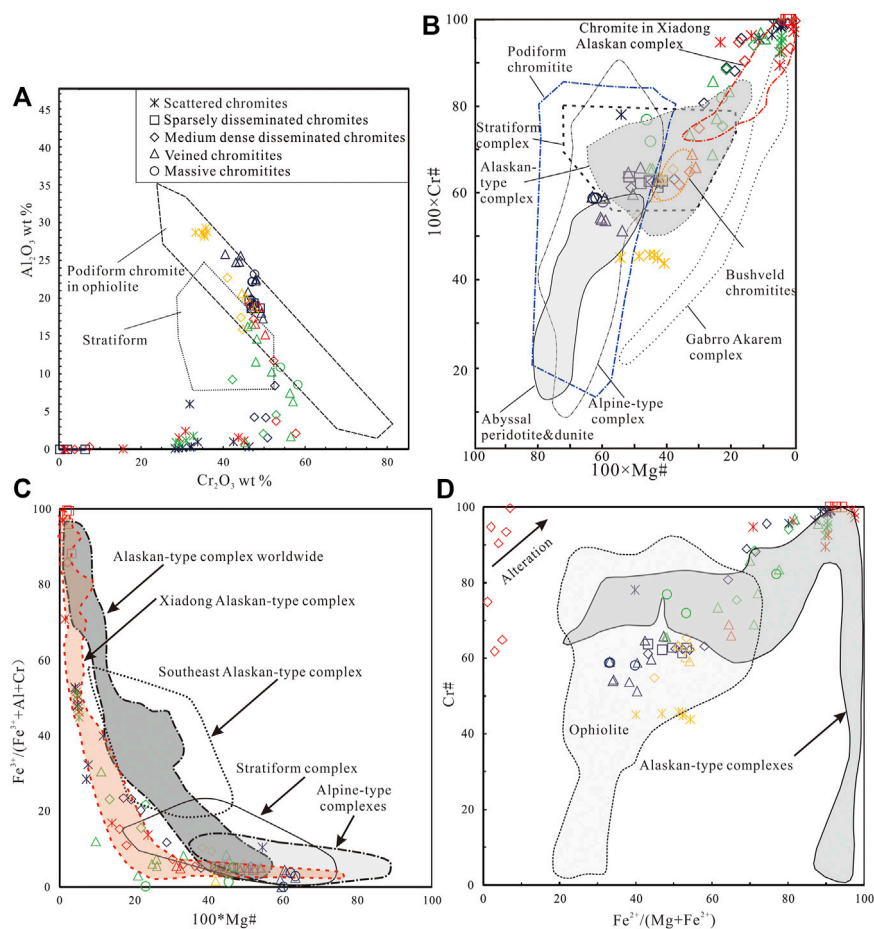 A
Al₂O₃ wt %
45
40
35
30
25
20
15
10
5
0
Scattered chromites
Sparsely disseminated chromites
Medium dense disseminated chromites
Veined chromitites
Massive chromitites
Podiform chromite
in ophiolite
Stratiform
0
20
40
60
80
Cr₂O₃ wt %
B
100×Cr#
100
80
60
40
20
Chromite in Xiadong
Alaskan complex
Podiform
chromitite
Stratiform
complex
Alaskan-
type
complex
Bushveld
chromitites
Gabrro Akarem
complex
Alpine-type
complex
Abyssal
peridotite&dunite
100
80
60
40
20
0
100×Mg#
C
Fe³⁺/(Fe³⁺+Al+Cr)
100
80
60
40
20
0
Alaskan-type complex worldwide
Xiadong Alaskan-type complex
Southeast Alaskan-type complex
Stratiform complex
Alpine-type
complexes
0
20
40
60
80
100
100*Mg#
D
Cr#
100
80
60
40
20
0
Alteration
Ophiolite
Alaskan-type complexes
0
20
40
60
80
100
Fe²⁺/(Mg+Fe²⁺)